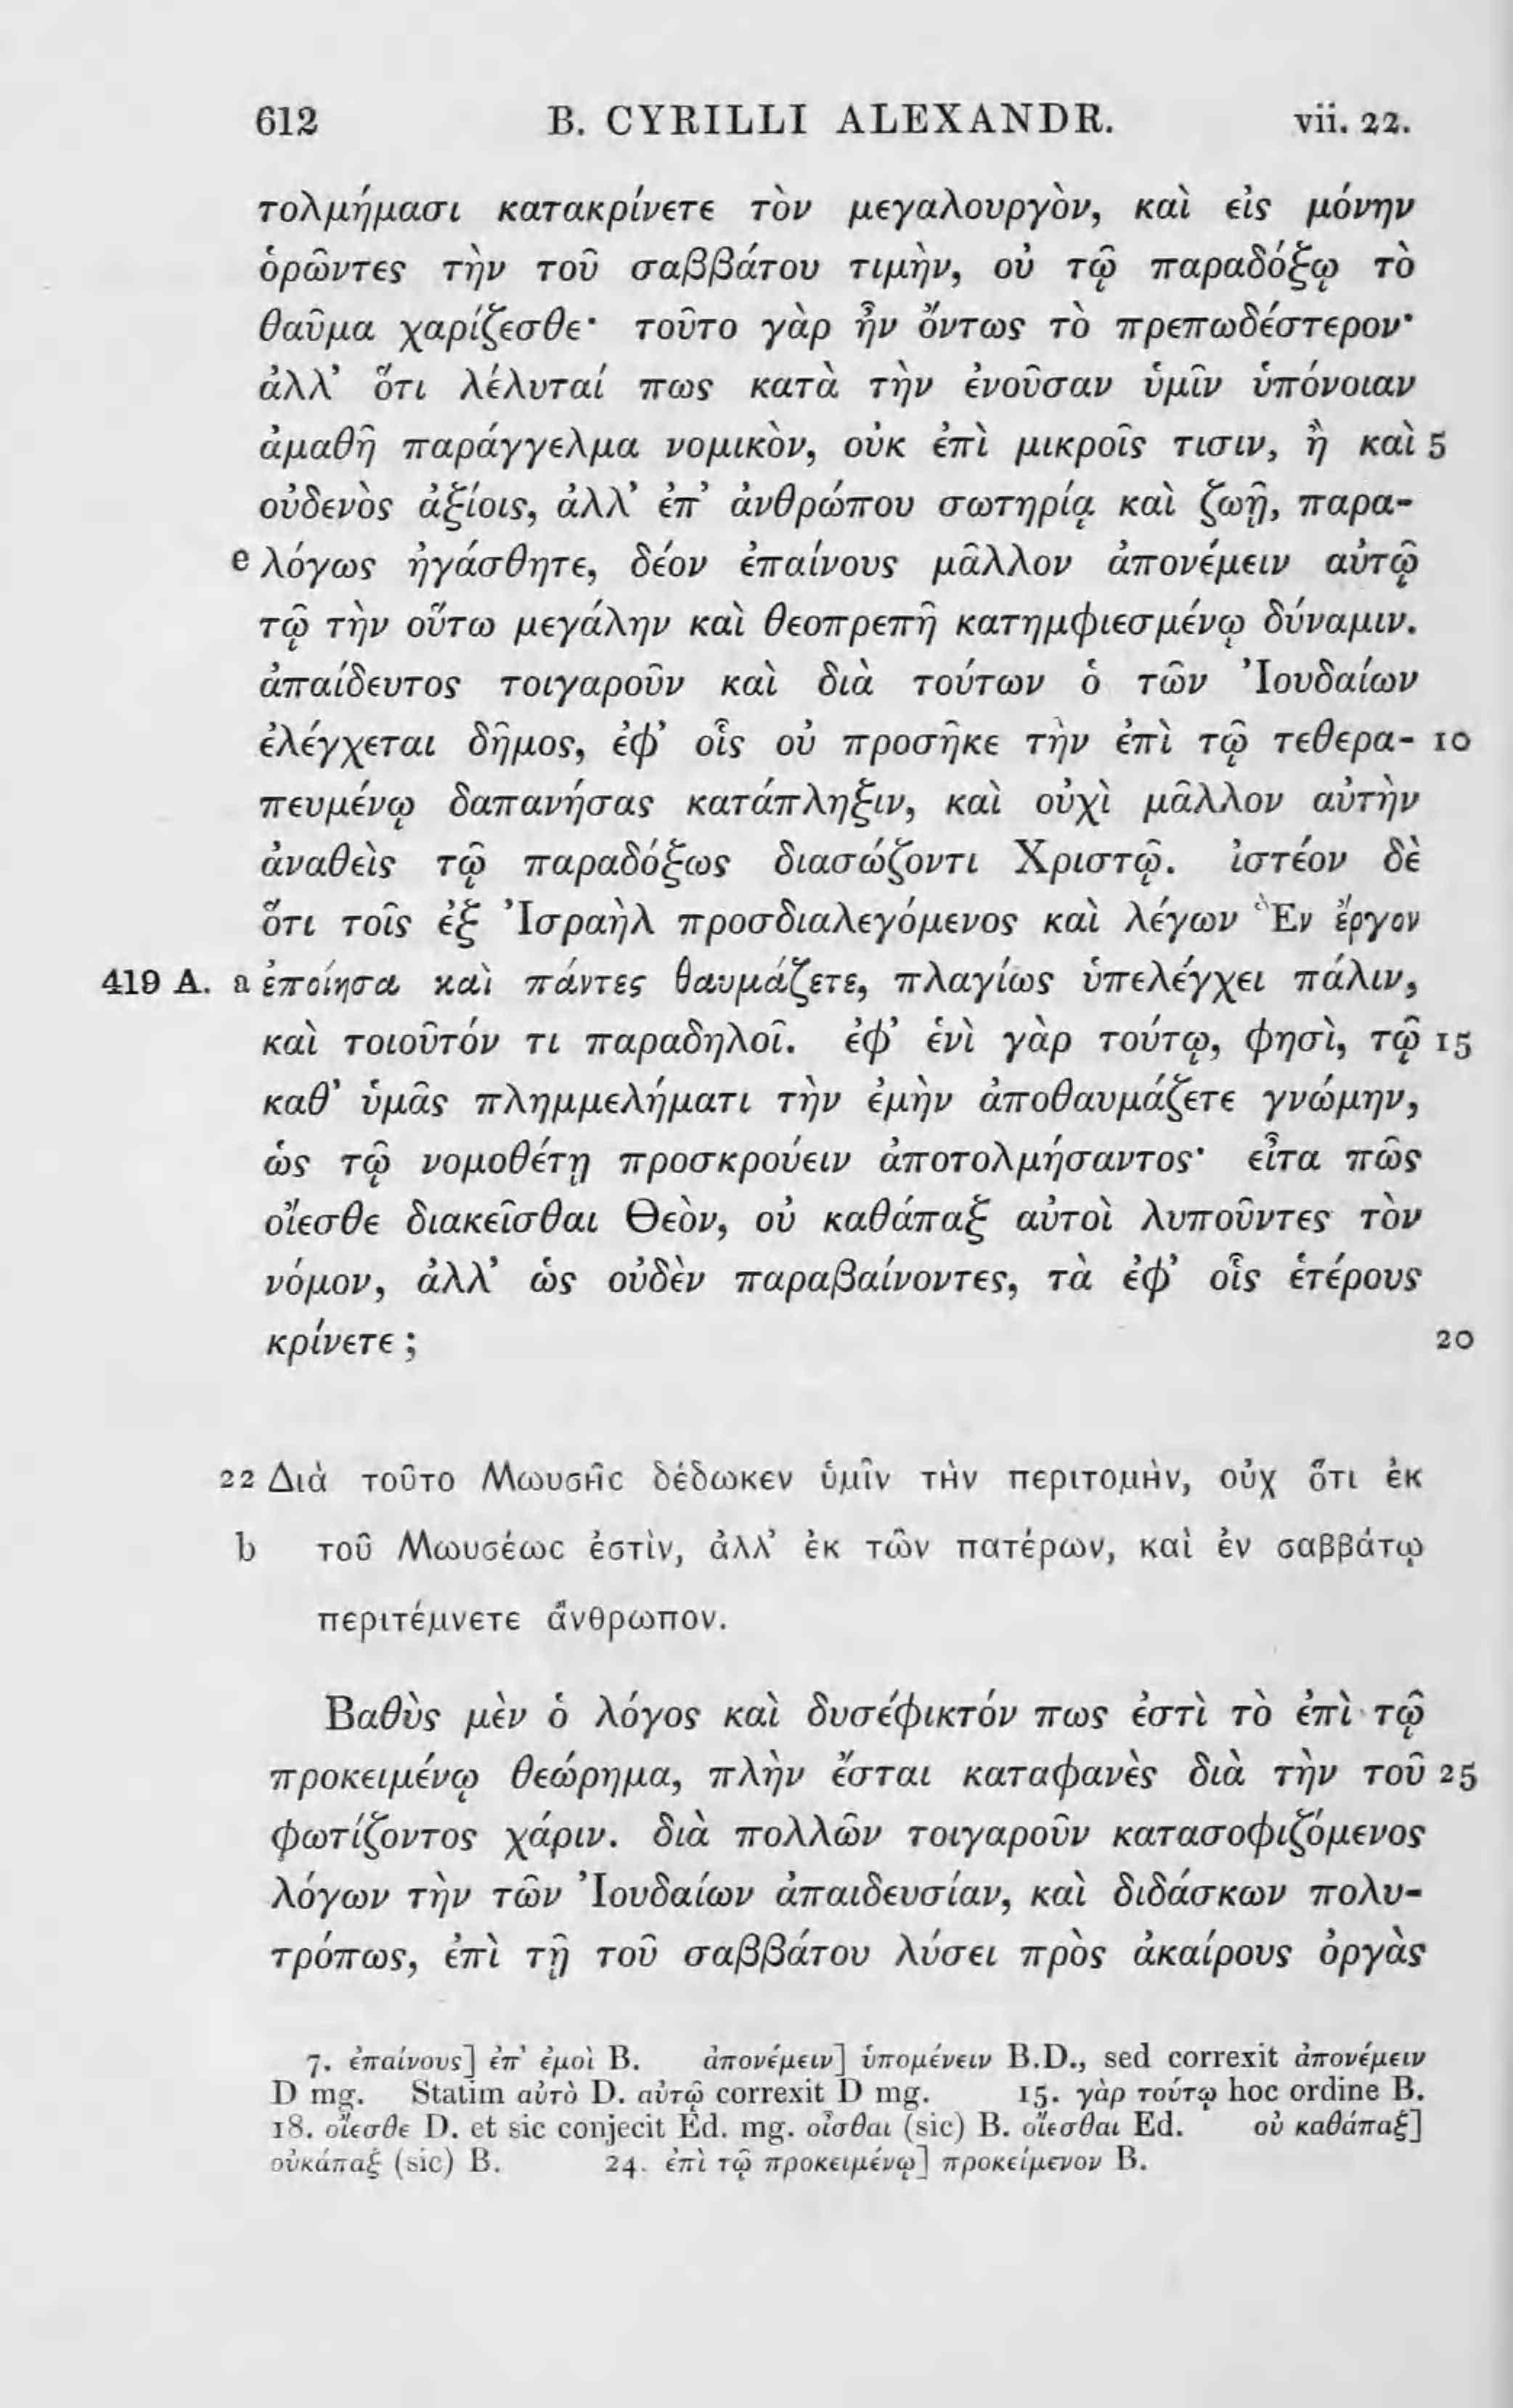 612 B. CYRILLI ALEXANDR. vii. 22.
τολμήμασι κατακρίνετε τὸν μεγαλουργὸν, καὶ εἰς μόνην
ὁρῶντες τὴν τοῦ σαββάτου τιμὴν, οὐ τῷ παραδόξῳ τὸ
θαῦμα χαρίζεσθε· τοῦτο γὰρ ἦν ὄντως τὸ πρεπωδέστερον·
ἀλλ’ ὅτι λέλυταί πως κατὰ τὴν ἐνοῦσαν ὑμῖν ὑπόνοιαν
ἀμαθῆ παράγγελμα νομικὸν, οὐκ ἐπὶ μικροῖς τισιν, ἢ καὶ 5
οὐδενὸς ἀξίοις, ἀλλ’ ἐπ’ ἀνθρώπου σωτηρίᾳ καὶ ζωῇ, παρα-
e λόγως ἠγάσθητε, δέον ἐπαίνους μᾶλλον ἀπονέμειν αὐτῷ
τῷ τὴν οὕτω μεγάλην καὶ θεοπρεπῆ κατημφιεσμένῳ δύναμιν.
ἀπαίδευτος τοιγαροῦν καὶ διὰ τούτων ὁ τῶν Ἰουδαίων
ἐλέγχεται δῆμος, ἐφ’ οἷς οὐ προσῆκε τὴν ἐπὶ τῷ τεθερα- 10
πευμένῳ δαπανήσας κατάπληξιν, καὶ οὐχὶ μᾶλλον αὐτὴν
ἀναθεὶς τῷ παραδόξως διασώζοντι Χριστῷ. ἰστέον δὲ
ὅτι τοῖς ἐξ Ἰσραὴλ προσδιαλεγόμενος καὶ λέγων Ἓν ἔργον
419 A. a ἐποίησα καὶ πάντες θαυμάζετε, πλαγίως ὑπελέγχει πάλιν,
καὶ τοιοῦτόν τι παραδηλοῖ. ἐφ’ ἑνὶ γὰρ τούτῳ, φησὶ, τῷ 15
καθ’ ὑμᾶς πλημμελήματι τὴν ἐμὴν ἀποθαυμάζετε γνώμην,
ὡς τῷ νομοθέτῃ προσκρούειν ἀποτολμήσαντος· εἶτα πῶς
οἴεσθε διακεῖσθαι Θεὸν, οὐ καθάπαξ αὐτοὶ λυποῦντες τὸν
νόμον, ἀλλ’ ὡς οὐδὲν παραβαίνοντες, τὰ ἐφ’ οἷς ἑτέρους
κρίνετε ; 20
22 Διὰ τοῦτο Μωυσῆς δέδωκεν ὑμῖν τὴν περιτομὴν, οὐχ ὅτι ἐκ
b τοῦ Μωυσέως ἐστὶν, ἀλλ’ ἐκ τῶν πατέρων, καὶ ἐν σαββάτῳ
περιτέμνετε ἄνθρωπον.
Βαθὺς μὲν ὁ λόγος καὶ δυσέφικτόν πως ἐστὶ τὸ ἐπὶ τῷ
προκειμένῳ θεώρημα, πλὴν ἔσται καταφανὲς διὰ τὴν τοῦ 25
φωτίζοντος χάριν. διὰ πολλῶν τοιγαροῦν κατασοφιζόμενος
λόγων τὴν τῶν Ἰουδαίων ἀπαιδευσίαν, καὶ διδάσκων πολυ-
τρόπως, ἐπὶ τῇ τοῦ σαββάτου λύσει πρὸς ἀκαίρους ὀργὰς
7. ἐπαίνους] ἐπ’ ἐμοὶ B. ἀπονέμειν] ὑπομένειν B.D., sed correxit ἀπονέμειν
D mg. Statim αὐτὸ D. αὐτῷ correxit D mg. 15. γὰρ τούτῳ hoc ordine B.
18. οἴεσθε D. et sic conjecit Ed. mg. οἶσθαι (sic) B. οἴεσθαι Ed. οὐ καθάπαξ]
οὐκάπαξ (sic) B. 24. ἐπὶ τῷ προκειμένῳ] προκείμενον B.